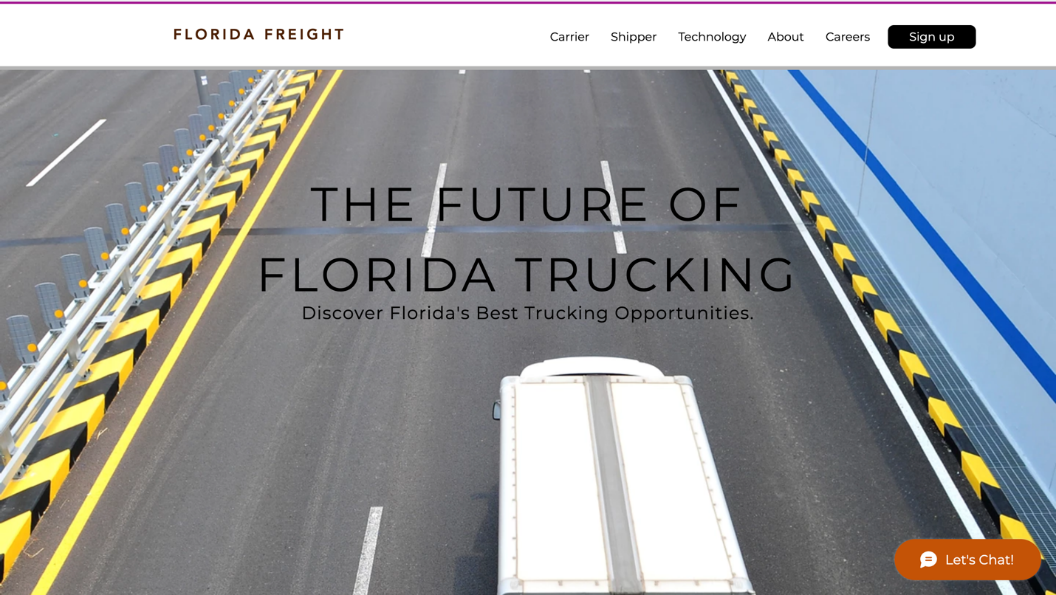 FLORIDA FREIGHT
Carrier
Shipper
Technology
About
Careers
Sign up
THE FUTURE OF
FLORIDA TRUCKING
Discover Florida's Best Trucking Opportunities.
Let's Chat!